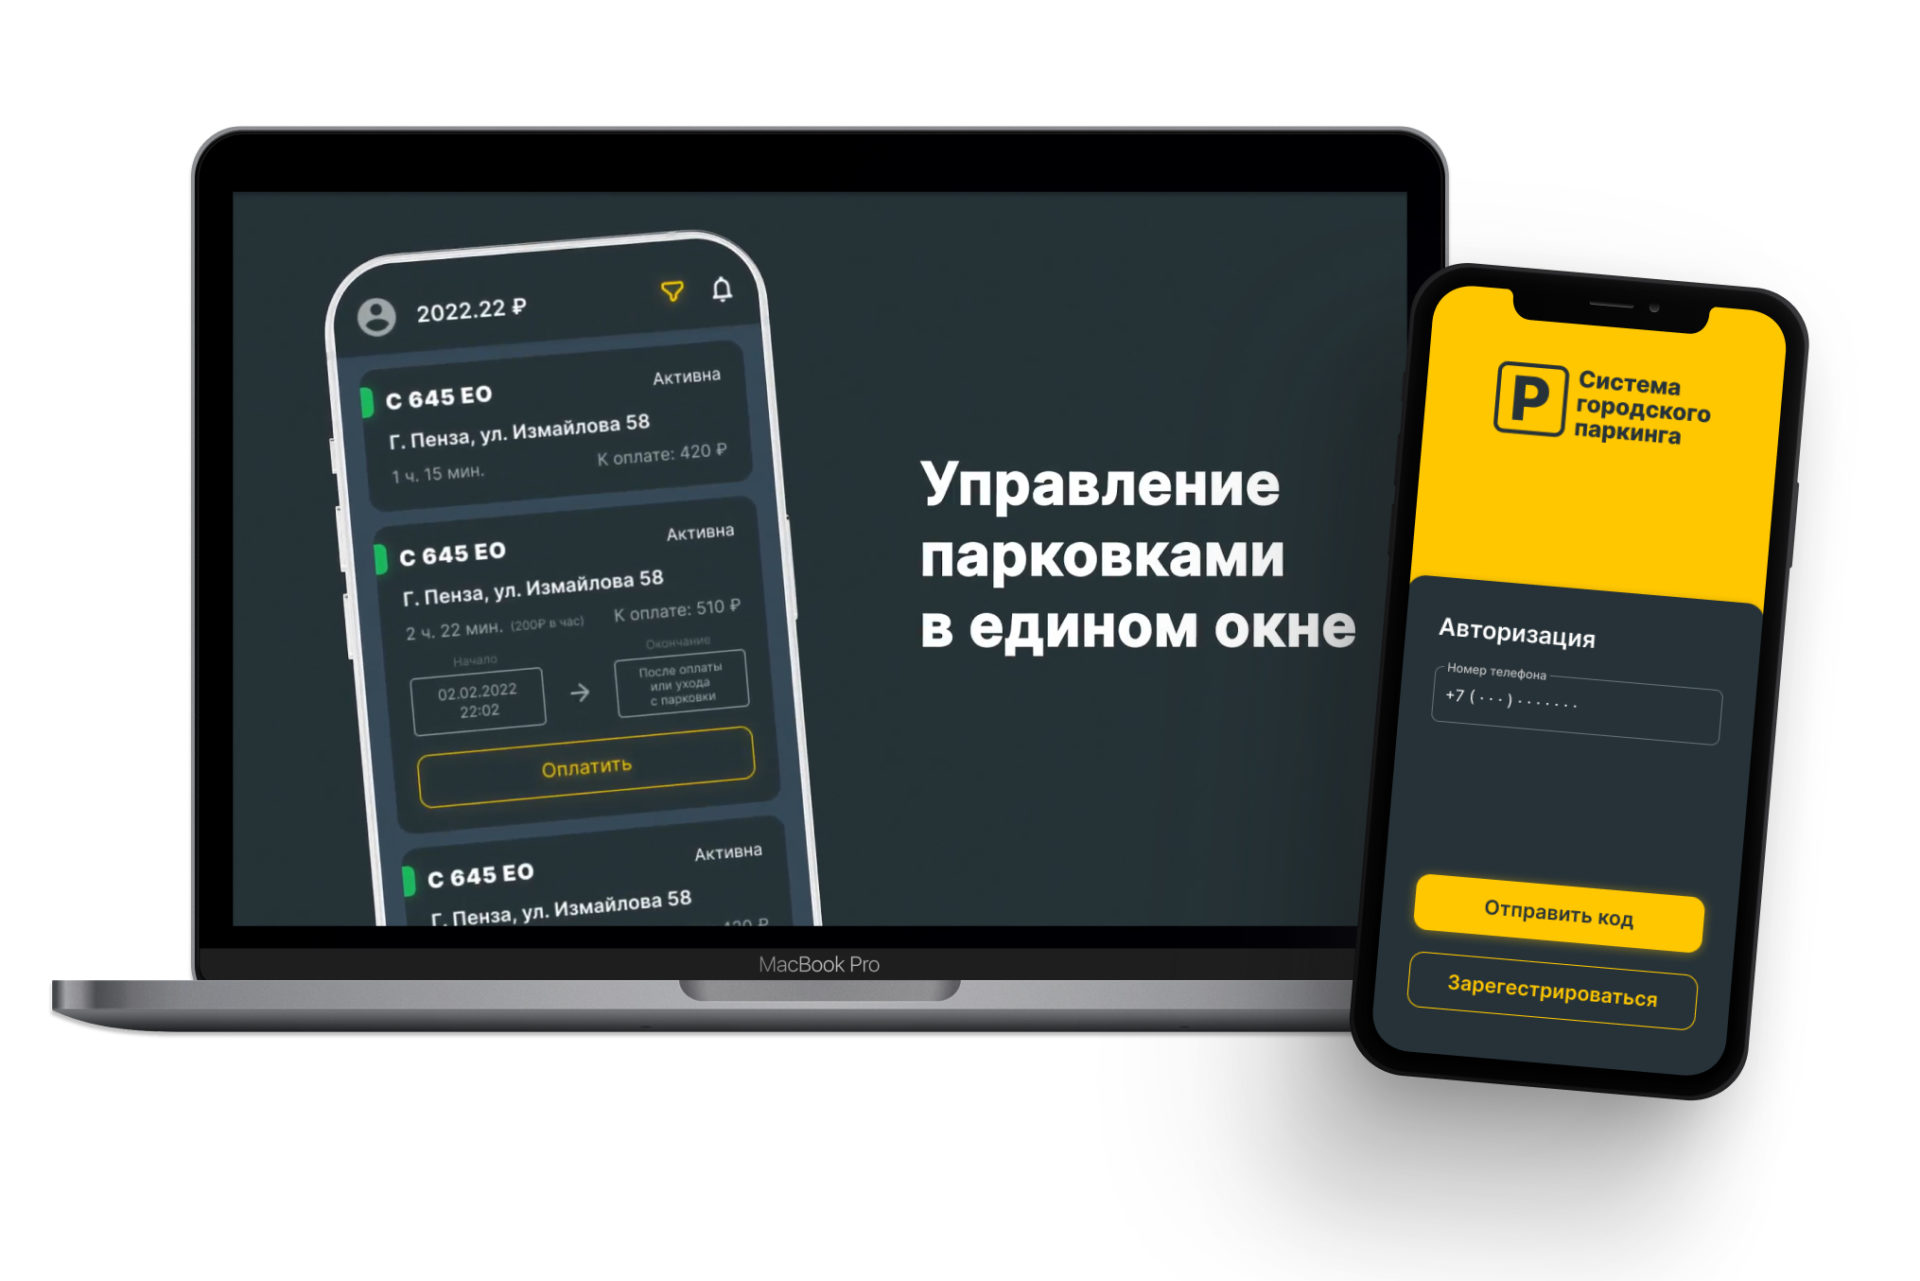 2022.22 ₽
С 645 ЕО
Активна
Г. Пенза, ул. Измайлова 58
1 ч. 15 мин.
К оплате: 420 ₽
С 645 ЕО
Активна
Г. Пенза, ул. Измайлова 58
2 ч. 22 мин. (200₽ в час)
К оплате: 510 ₽
Начало
Окончание
02.02.2022
22:02
После оплаты
или ухода
с парковки
Оплатить
С 645 ЕО
Активна
Г. Пенза, ул. Измайлова 58
420 ₽
Управление
парковками
в едином окне
MacBook Pro
P
Система
городского
паркинга
Авторизация
Номер телефона
+7 (···)·······
Отправить код
Зарегестрироваться